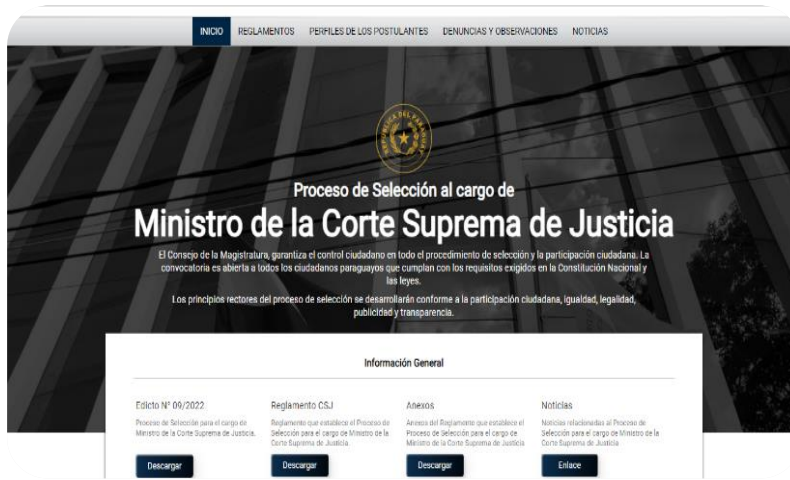 INICIO REGLAMENTOS PERFILES DE LOS POSTULANTES DENUNCIAS Y OBSERVACIONES NOTICIAS
REPUBLICA DEL PARAGUAY
Proceso de Selección al cargo de
Ministro de la Corte Suprema de Justicia
El Consejo de la Magistratura, garantiza el control ciudadano en todo el procedimiento de selección y la participación ciudadana. La
convocatoria es abierta a todos los ciudadanos paraguayos que cumplan con los requisitos exigidos en la Constitución Nacional y
las leyes.
Los principios rectores del proceso de selección se desarrollarán conforme a la participación ciudadana, igualdad, legalidad,
publicidad y transparencia.
Información General
Edicto N° 09/2022
Proceso de Selección para el cargo de
Ministro de la Corte Suprema de Justicia.
Descargar
Reglamento CSJ
Reglamento que establece el Proceso de
Selección para el cargo de Ministro de la
Corte Suprema de Justicia
Descargar
Anexos
Anexos del Reglamento que establece el
Proceso de Selección para el cargo de
Ministro de la Corte Suprema de Justicia
Descargar
Noticias
Noticias relacionadas al Proceso de
Selección para el cargo de Ministro de la
Corte Suprema de Justicia
Enlace